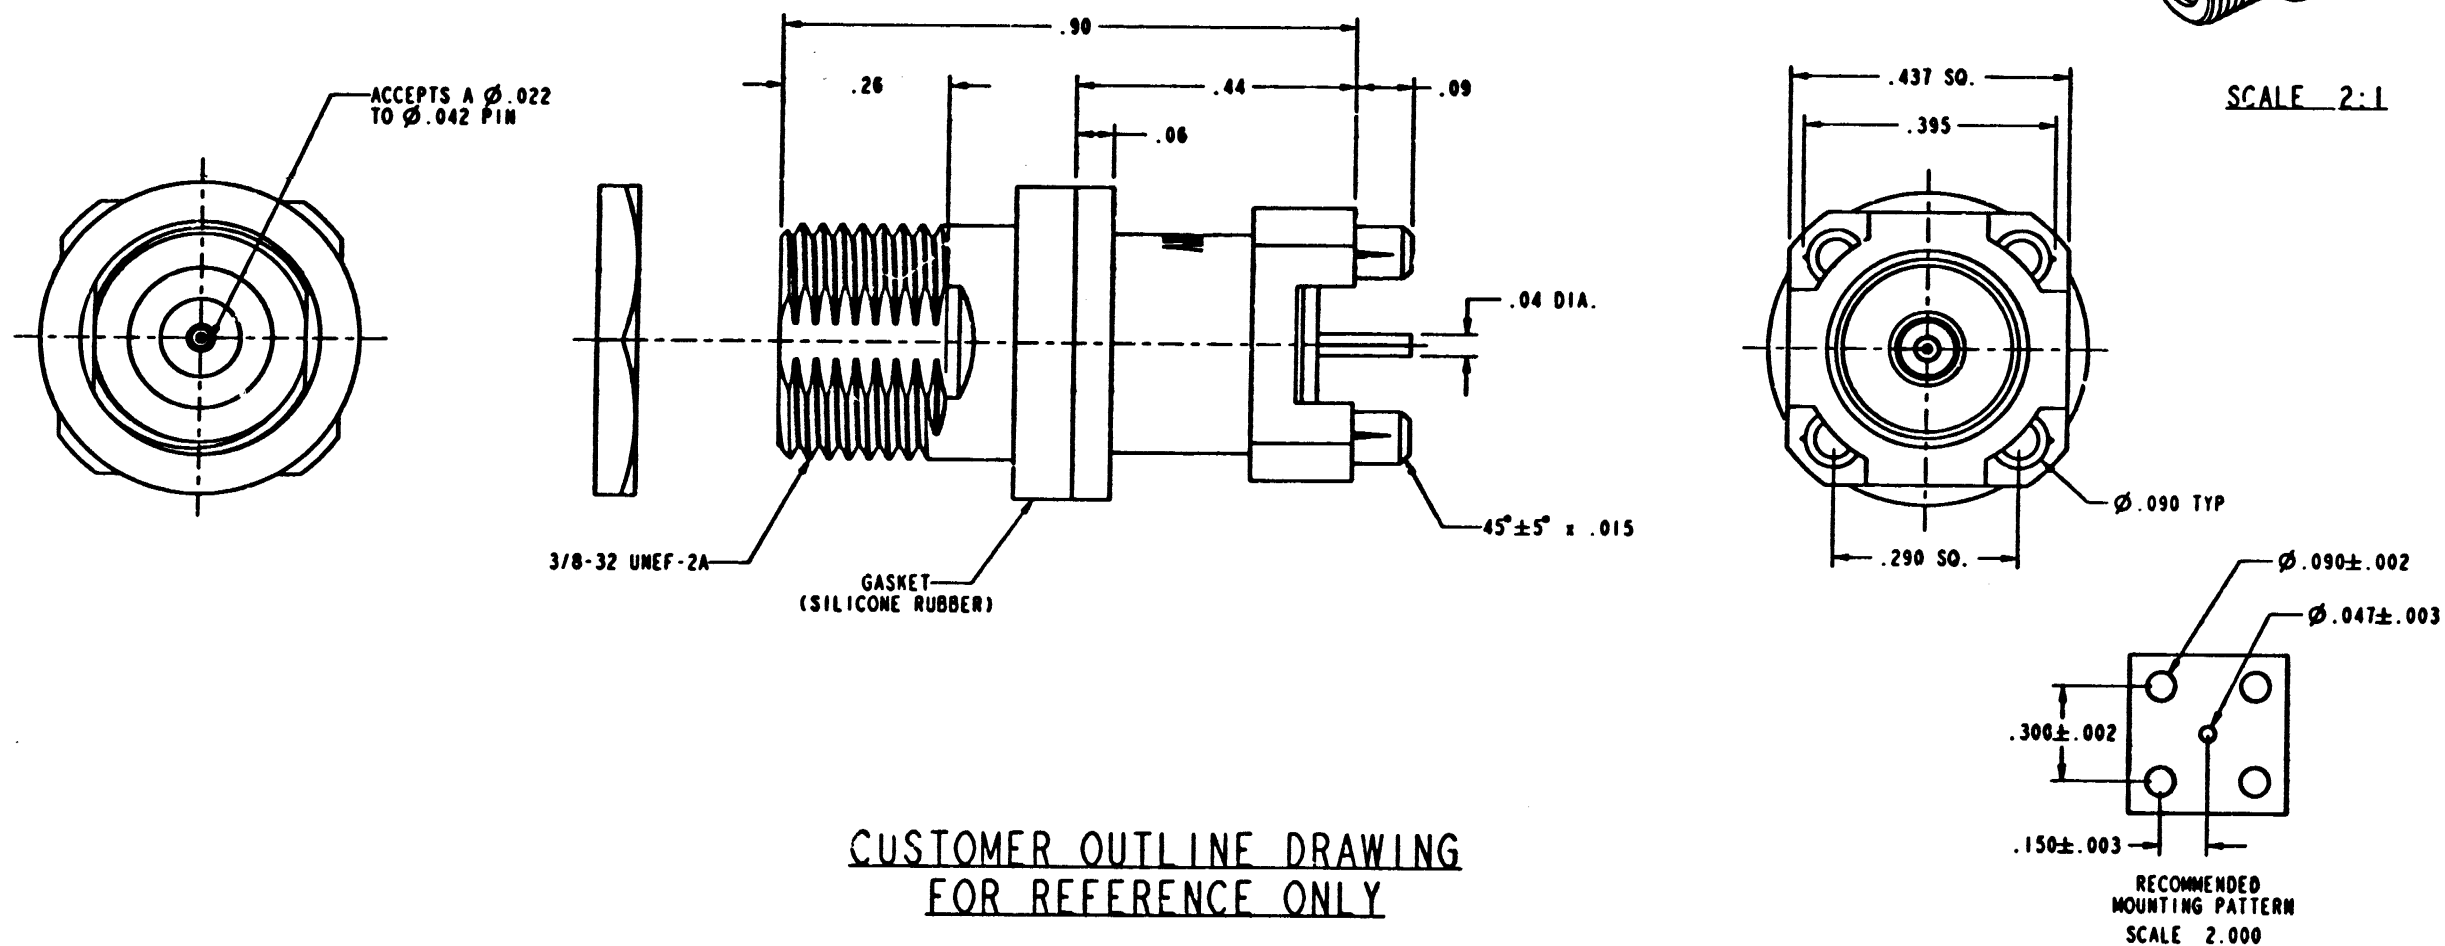 .90
ACCEPTS A Ø.022
TO Ø.042 PIN
.26
.44
.09
.06
.437 SQ.
.395
SCALE 2:1
.04 DIA.
45°±5° x .015
3/8-32 UNEF-2A
GASKET
(SILICONE RUBBER)
Ø.090 TYP
.290 SQ.
Ø.090±.002
Ø.047±.003
.300±.002
.150±.003
RECOMMENDED
MOUNTING PATTERN
SCALE 2.000
CUSTOMER OUTLINE DRAWING
FOR REFERENCE ONLY